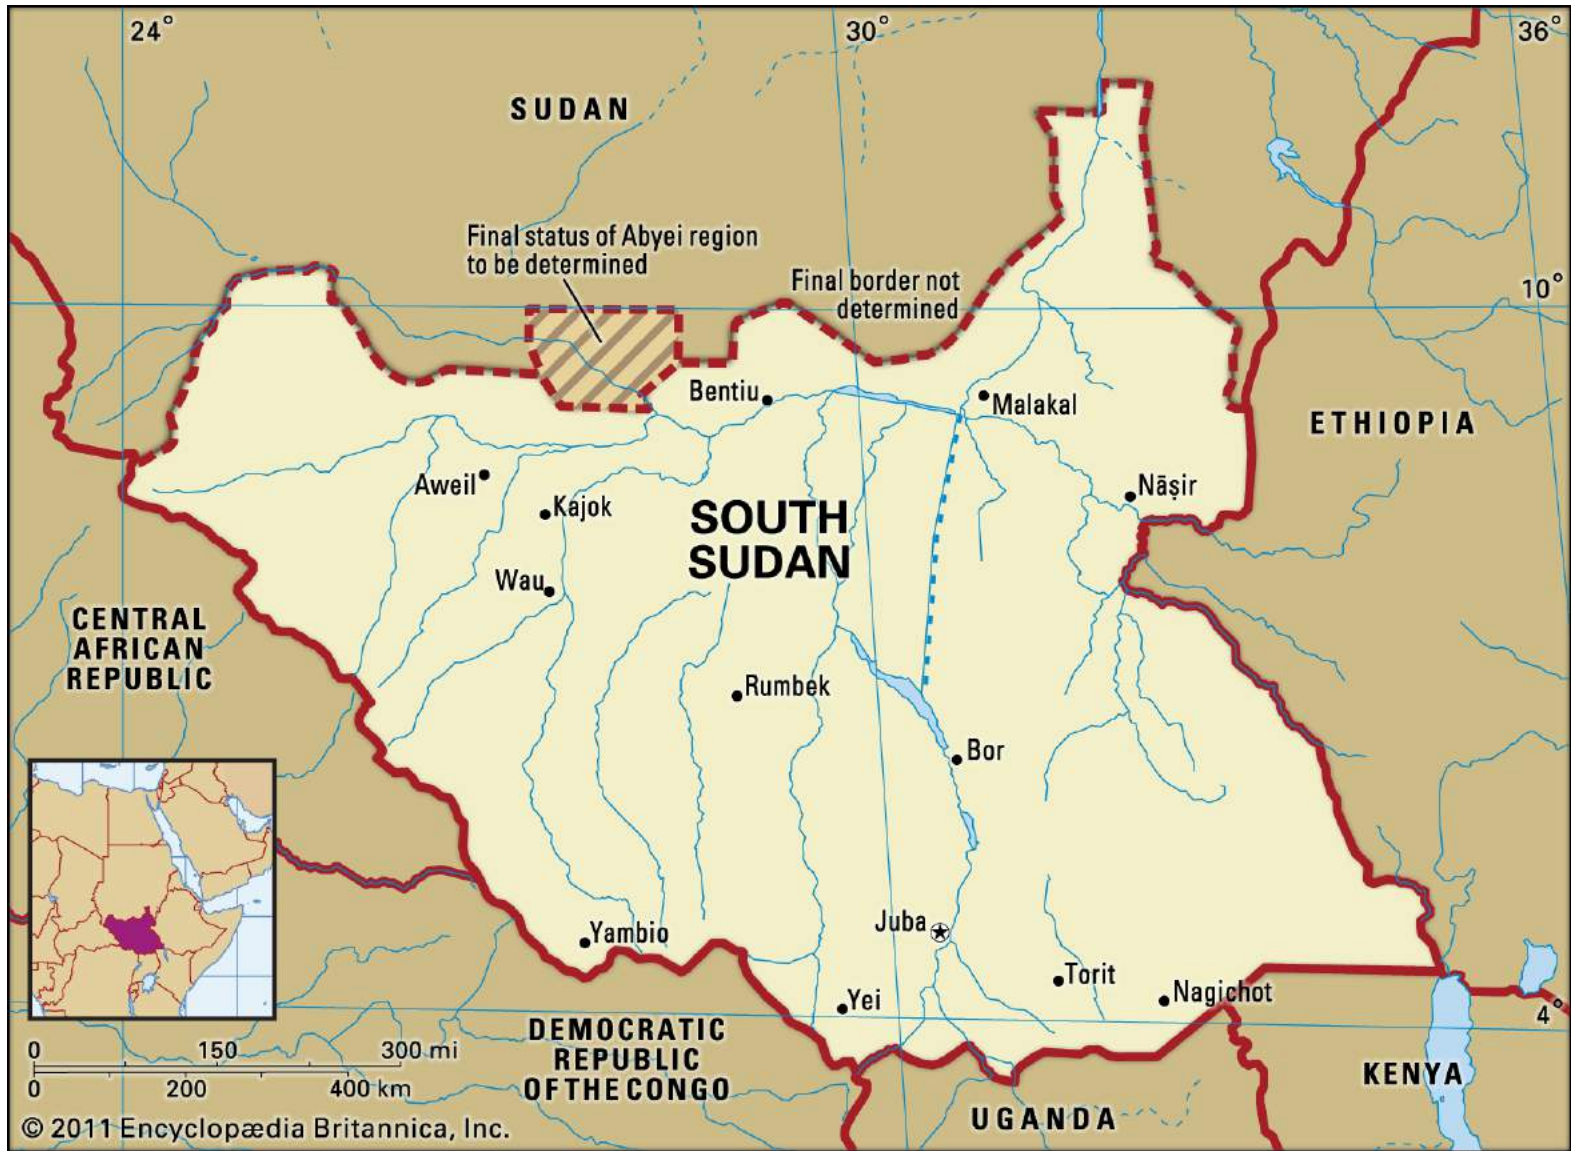 24°
30°
36°
SUDAN
Final status of Abyei region
to be determined
Final border not
determined
10°
Bentiu
Malakal
ETHIOPIA
Aweil
Kajok
Nāṣir
SOUTH
SUDAN
Wau
CENTRAL
AFRICAN
REPUBLIC
Rumbek
Bor
Juba
Yambio
Torit
Nagichot
Yei
4°
DEMOCRATIC
REPUBLIC
OF THE CONGO
KENYA
UGANDA
0 150 300 mi
0 200 400 km
© 2011 Encyclopædia Britannica, Inc.